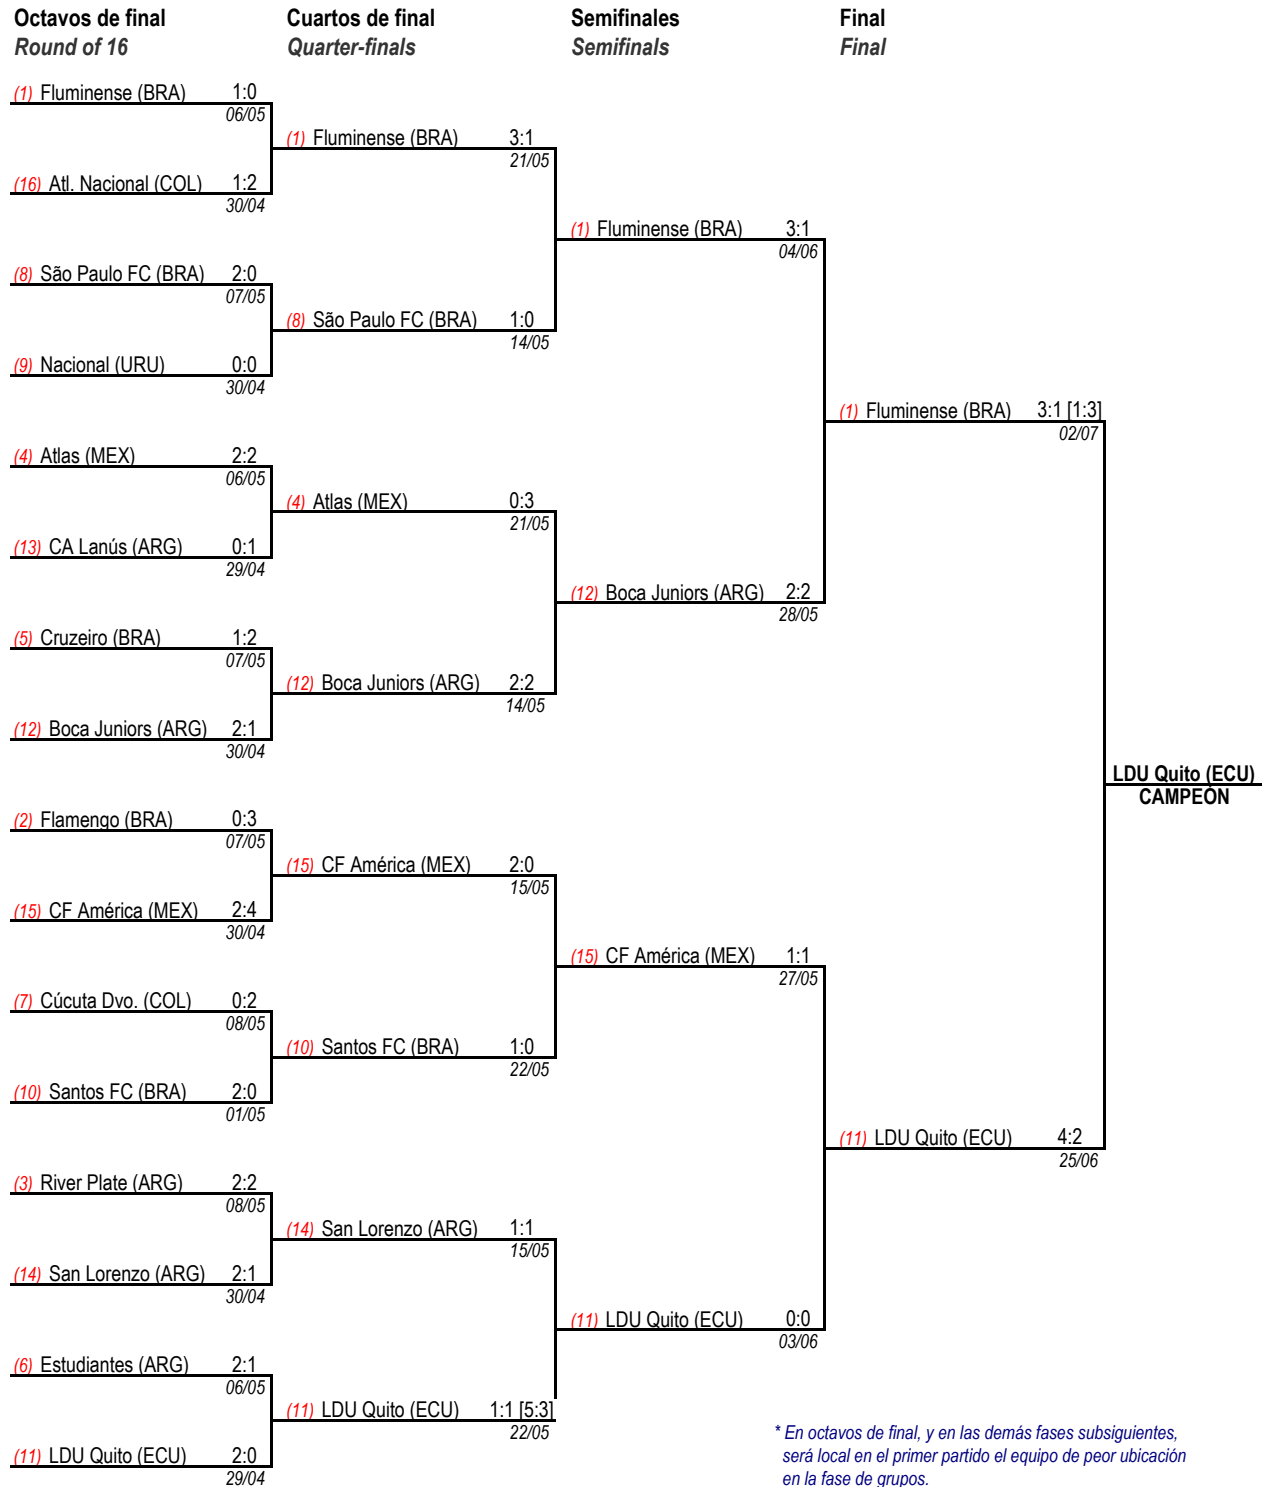 Octavos de final
Round of 16
Cuartos de final
Quarter-finals
Semifinales
Semifinals
Final
Final
(1) Fluminense (BRA) 1:0
06/05
(16) Atl. Nacional (COL) 1:2
30/04
(8) São Paulo FC (BRA) 2:0
07/05
(9) Nacional (URU) 0:0
30/04
(4) Atlas (MEX) 2:2
06/05
(13) CA Lanús (ARG) 0:1
29/04
(5) Cruzeiro (BRA) 1:2
07/05
(12) Boca Juniors (ARG) 2:1
30/04
(2) Flamengo (BRA) 0:3
07/05
(15) CF América (MEX) 2:4
30/04
(7) Cúcuta Dvo. (COL) 0:2
08/05
(10) Santos FC (BRA) 2:0
01/05
(3) River Plate (ARG) 2:2
08/05
(14) San Lorenzo (ARG) 2:1
30/04
(6) Estudiantes (ARG) 2:1
06/05
(11) LDU Quito (ECU) 2:0
29/04
(1) Fluminense (BRA) 3:1
21/05
(8) São Paulo FC (BRA) 1:0
14/05
(4) Atlas (MEX) 0:3
21/05
(12) Boca Juniors (ARG) 2:2
14/05
(15) CF América (MEX) 2:0
15/05
(10) Santos FC (BRA) 1:0
22/05
(14) San Lorenzo (ARG) 1:1
15/05
(11) LDU Quito (ECU) 1:1 [5:3]
22/05
(1) Fluminense (BRA) 3:1
04/06
(12) Boca Juniors (ARG) 2:2
28/05
(15) CF América (MEX) 1:1
27/05
(11) LDU Quito (ECU) 0:0
03/06
(1) Fluminense (BRA) 3:1 [1:3]
02/07
(11) LDU Quito (ECU) 4:2
25/06
LDU Quito (ECU)
CAMPEÓN
* En octavos de final, y en las demás fases subsiguientes,
será local en el primer partido el equipo de peor ubicación
en la fase de grupos.